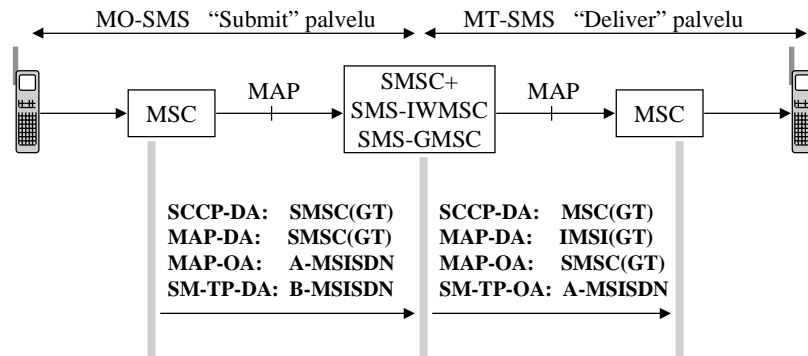 MO-SMS “Submit” palvelu
MT-SMS “Deliver” palvelu
MSC
MAP
SMSC+
SMS-IWMSC
SMS-GMSC
MAP
MSC
SCCP-DA: SMSC(GT)
MAP-DA: SMSC(GT)
MAP-OA: A-MSISDN
SM-TP-DA: B-MSISDN
SCCP-DA: MSC(GT)
MAP-DA: IMSI(GT)
MAP-OA: SMSC(GT)
SM-TP-OA: A-MSISDN